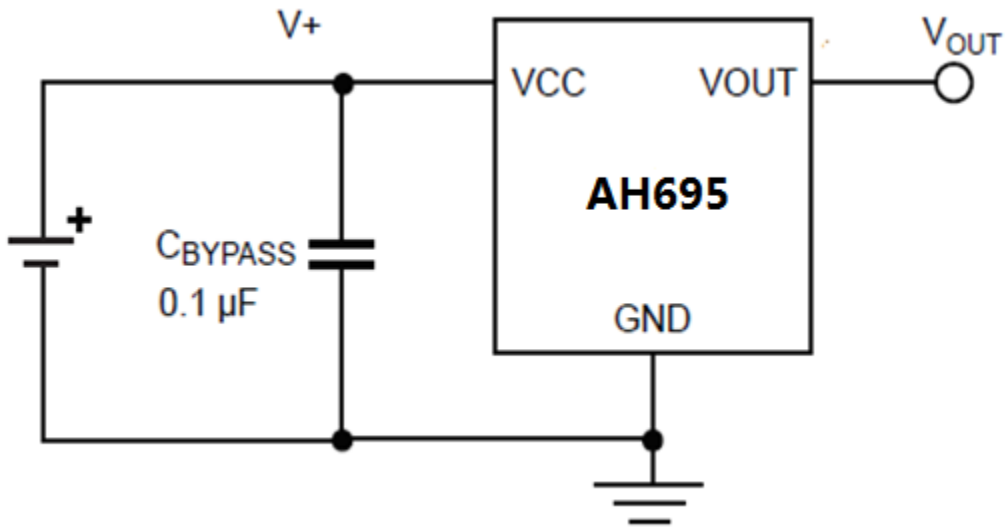 V+
VOUT
VCC
VOUT
AH695
+
CBYPASS
0.1 µF
GND